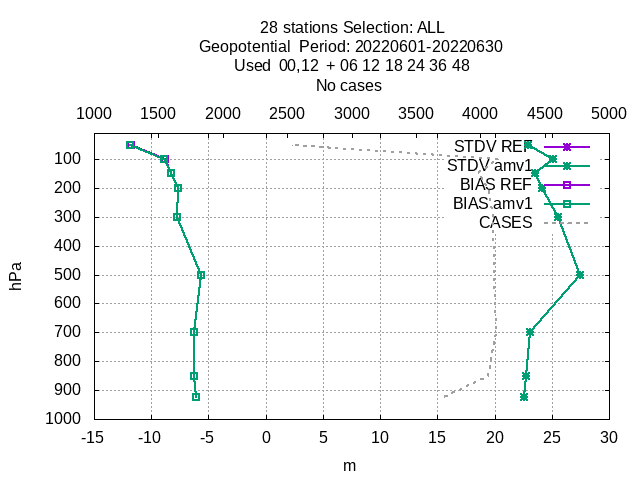 28 stations Selection: ALL
Geopotential  Period: 20220601-20220630
Used  00,12  + 06 12 18 24 36 48
No cases
1000 1500 2000 2500 3000 3500 4000 4500 5000
STDV REF
STDV amv1
BIAS REF
BIAS amv1
CASES
100
200
300
400
500
600
700
800
900
1000
hPa
-15 -10 -5 0 5 10 15 20 25 30
m